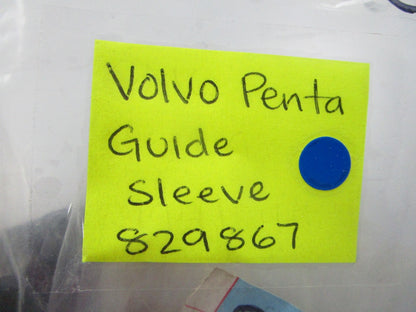 Volvo Penta
Guide
Sleeve
829867